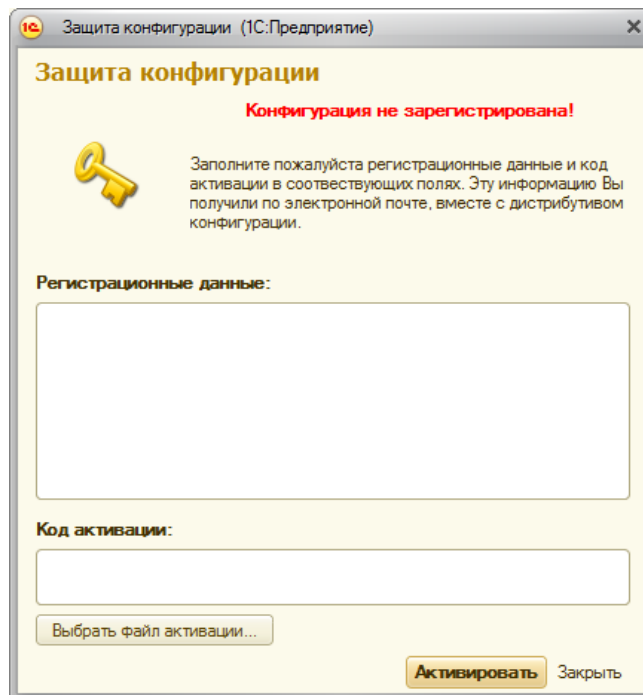 1С Защита конфигурации (1С:Предприятие)
Защита конфигурации
Конфигурация не зарегистрирована!
Заполните пожалуйста регистрационные данные и код
активации в соотвествующих полях. Эту информацию Вы
получили по электронной почте, вместе с дистрибутивом
конфигурации.
Регистрационные данные:
Код активации:
Выбрать файл активации...
Активировать Закрыть